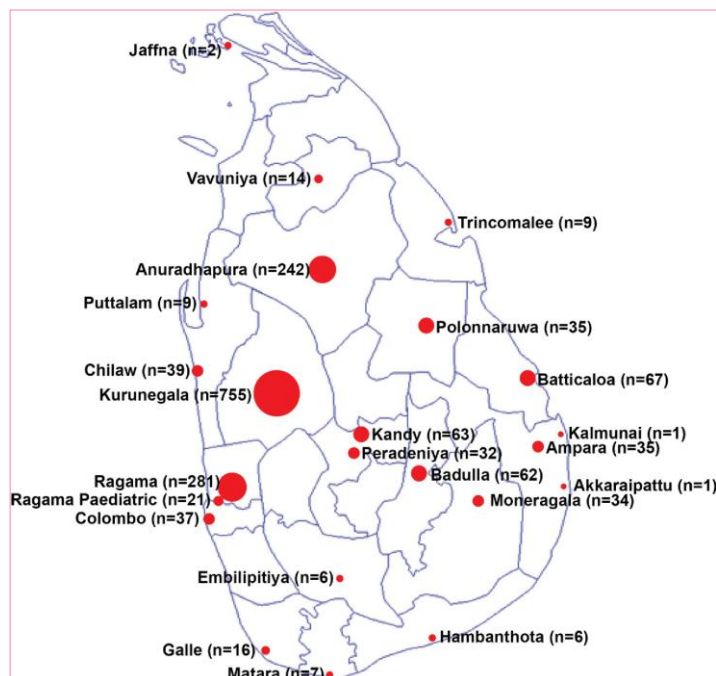 Jaffna (n=2)
Vavuniya (n=14)
Trincomalee (n=9)
Anuradhapura (n=242)
Puttalam (n=9)
Polonnaruwa (n=35)
Chilaw (n=39)
Batticaloa (n=67)
Kurunegala (n=755)
Kandy (n=63)
Kalmunai (n=1)
Ampara (n=35)
Peradeniya (n=32)
Badulla (n=62)
Ragama (n=281)
Akkaraipattu (n=1)
Ragama Paediatric (n=21)
Moneragala (n=34)
Colombo (n=37)
Embilipitiya (n=6)
Hambanthota (n=6)
Galle (n=16)
Matara (n=7)